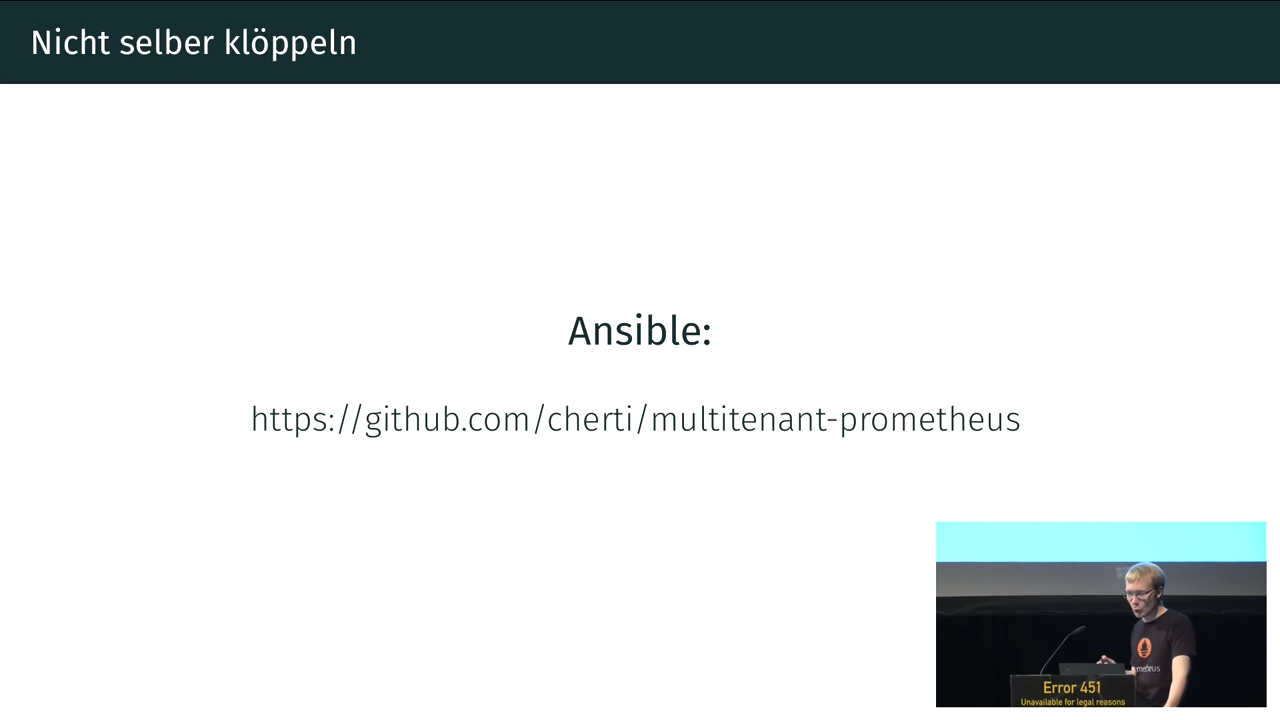 Nicht selber klöppeln
Ansible:
https://github.com/cherti/multitenant-prometheus
Error 451
Unavailable for legal reasons